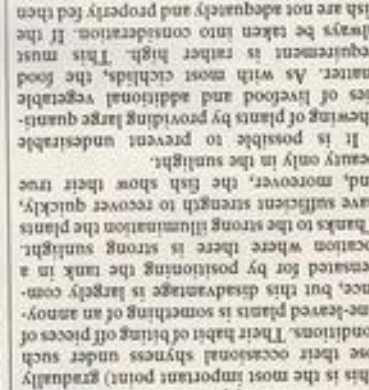 this is the most important point) gradually
ose their occasional shyness under such
onditions. Their habit of biting off pieces of
ne-leaved plants is something of an annoy-
nce, but this disadvantage is largely com-
ensated for by positioning the tank in a
ocation where there is strong sunlight.
Thanks to the strong illumination the plants
ave sufficient strength to recover quickly,
nd, moreover, the fish show their true
eauty only in the sunlight.
It is possible to prevent undesirable
hewing of plants by providing large quanti-
ies of livefood and additional vegetable
natter. As with most cichlids, the food
equirement is rather high. This must
lways be taken into consideration. If the
ish are not adequately and properly fed then